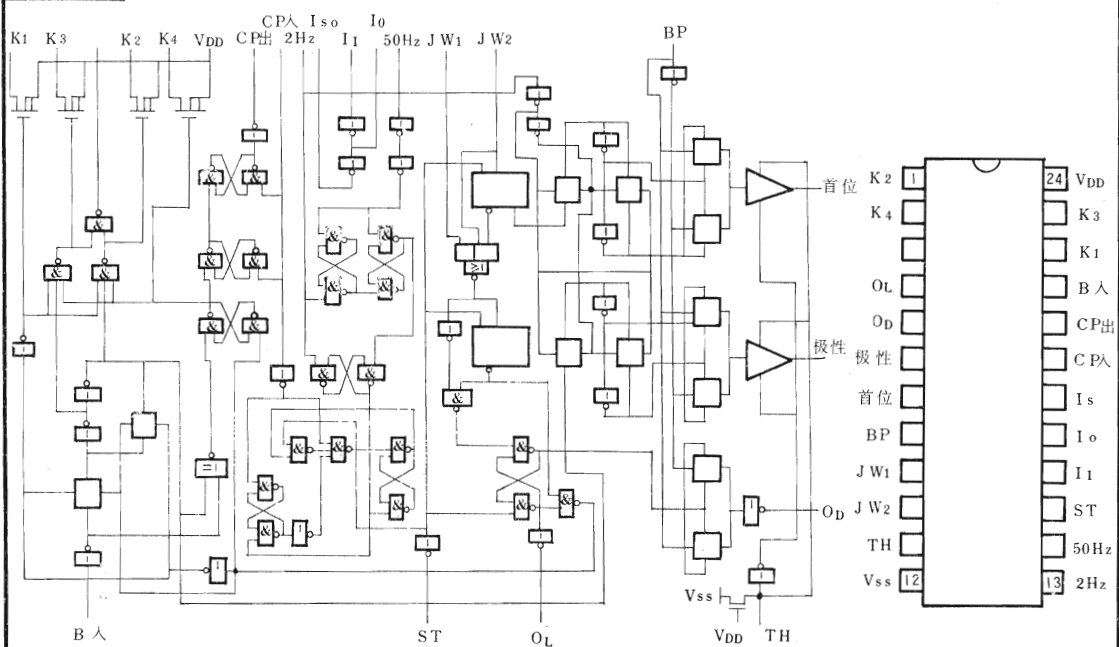 CP入 Iso I0
K1 K3 K2 K4 VDD CP出 2Hz I1 50Hz JW1 JW2
BP
& & & & & & & & & & & & & & & & & & & & & & &
≥1
=1
首位
极性
OD
Vss
VDD TH
B入
ST
OL
K2 1
K4
OL
OD
极性
首位
BP
JW1
JW2
TH
Vss 12
24 VDD
K3
K1
B入
CP出
CP入
Is
Io
I1
ST
50Hz
13 2Hz